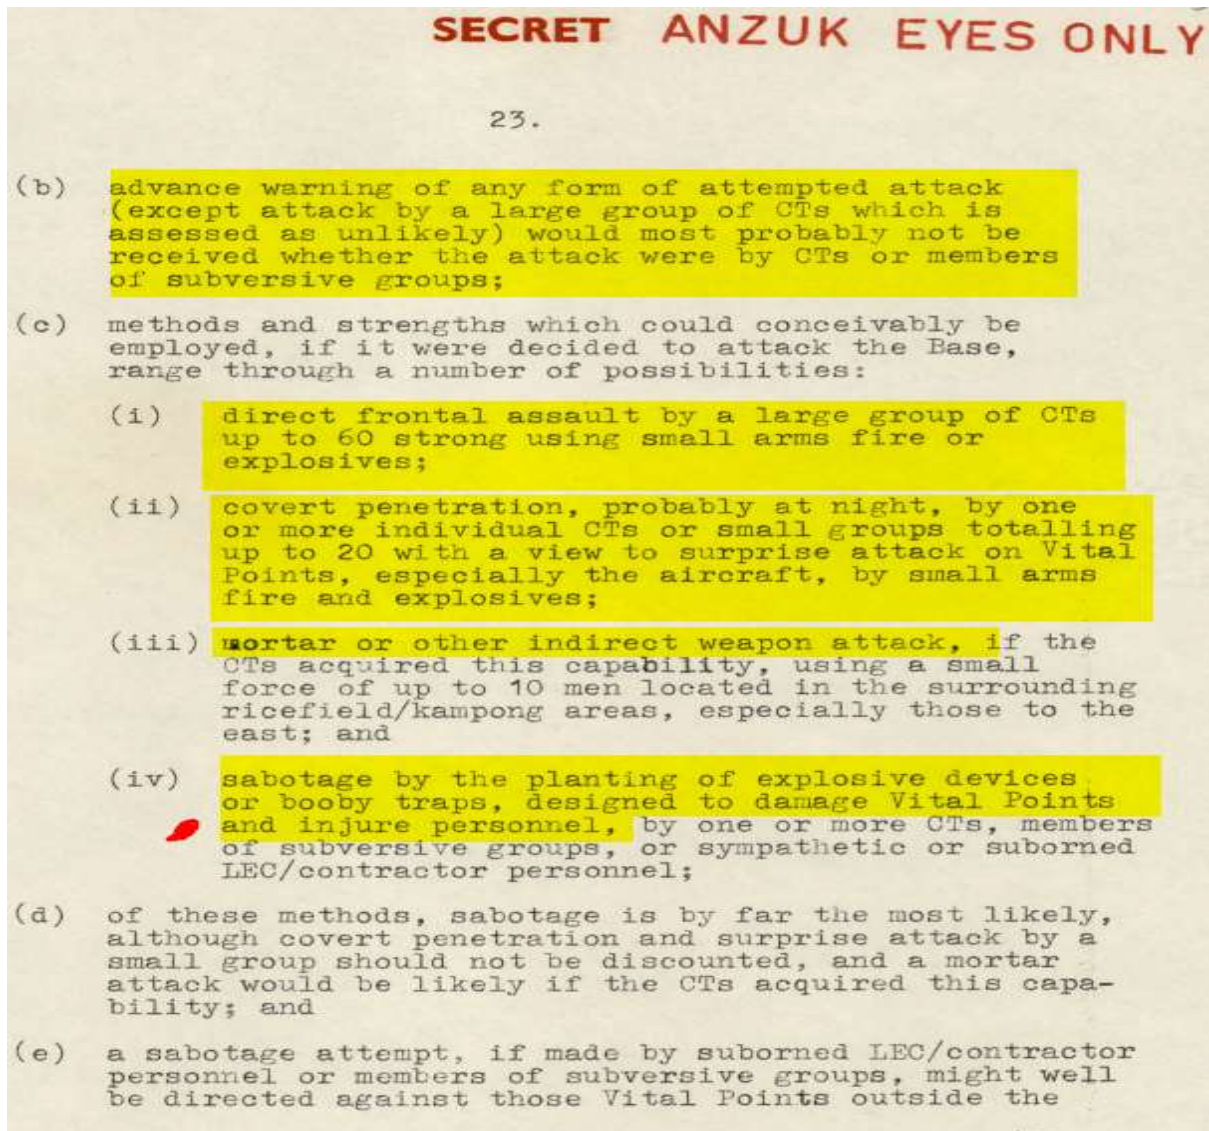 SECRET ANZUK EYES ONLY
23.
(b) advance warning of any form of attempted attack
(except attack by a large group of CTs which is
assessed as unlikely) would most probably not be
received whether the attack were by CTs or members
of subversive groups;
(c) methods and strengths which could conceivably be
employed, if it were decided to attack the Base,
range through a number of possibilities:
(i) direct frontal assault by a large group of CTs
up to 60 strong using small arms fire or
explosives;
(ii) covert penetration, probably at night, by one
or more individual CTs or small groups totalling
up to 20 with a view to surprise attack on Vital
Points, especially the aircraft, by small arms
fire and explosives;
(iii) mortar or other indirect weapon attack, if the
CTs acquired this capability, using a small
force of up to 10 men located in the surrounding
ricefield/kampong areas, especially those to the
east; and
(iv) sabotage by the planting of explosive devices
or booby traps, designed to damage Vital Points
and injure personnel, by one or more CTs, members
of subversive groups, or sympathetic or suborned
LEC/contractor personnel;
(d) of these methods, sabotage is by far the most likely,
although covert penetration and surprise attack by a
small group should not be discounted, and a mortar
attack would be likely if the CTs acquired this capa-
bility; and
(e) a sabotage attempt, if made by suborned LEC/contractor
personnel or members of subversive groups, might well
be directed against those Vital Points outside the